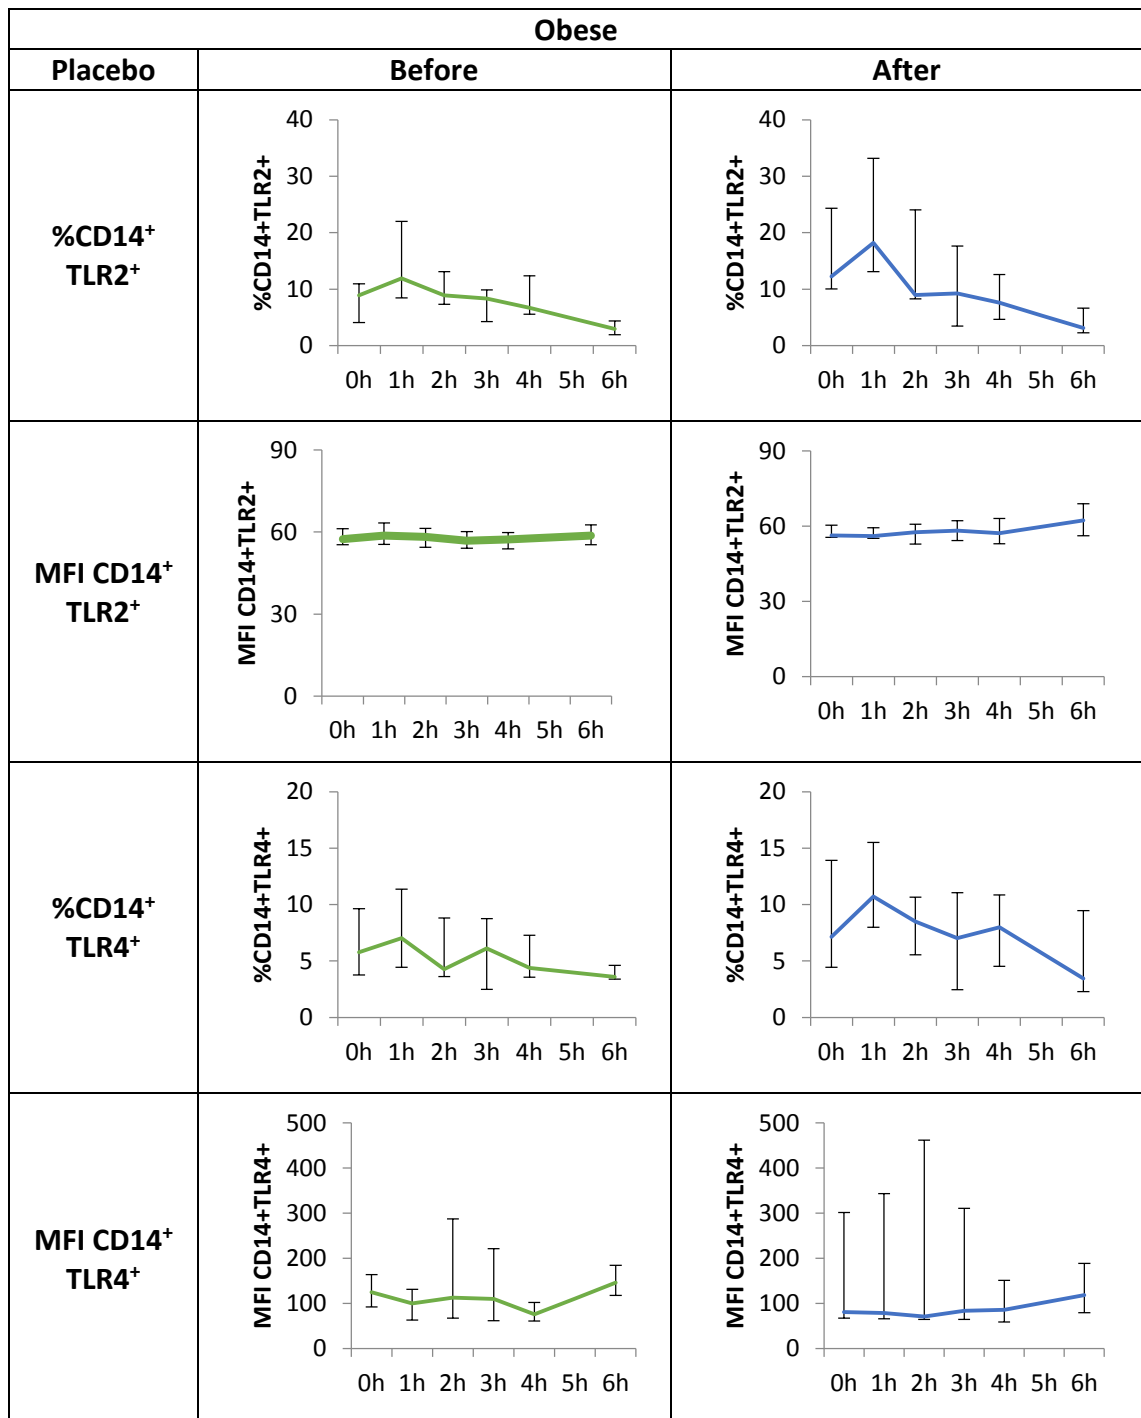 Obese
Placebo Before After
%CD14⁺
TLR2⁺
%CD14+TLR2+
40
30
20
10
0
0h 1h 2h 3h 4h 5h 6h
%CD14+TLR2+
40
30
20
10
0
0h 1h 2h 3h 4h 5h 6h
MFI CD14⁺
TLR2⁺
MFI CD14+TLR2+
90
60
30
0
0h 1h 2h 3h 4h 5h 6h
MFI CD14+TLR2+
90
60
30
0
0h 1h 2h 3h 4h 5h 6h
%CD14⁺
TLR4⁺
%CD14+TLR4+
20
15
10
5
0
0h 1h 2h 3h 4h 5h 6h
%CD14+TLR4+
20
15
10
5
0
0h 1h 2h 3h 4h 5h 6h
MFI CD14⁺
TLR4⁺
MFI CD14+TLR4+
500
400
300
200
100
0
0h 1h 2h 3h 4h 5h 6h
MFI CD14+TLR4+
500
400
300
200
100
0
0h 1h 2h 3h 4h 5h 6h